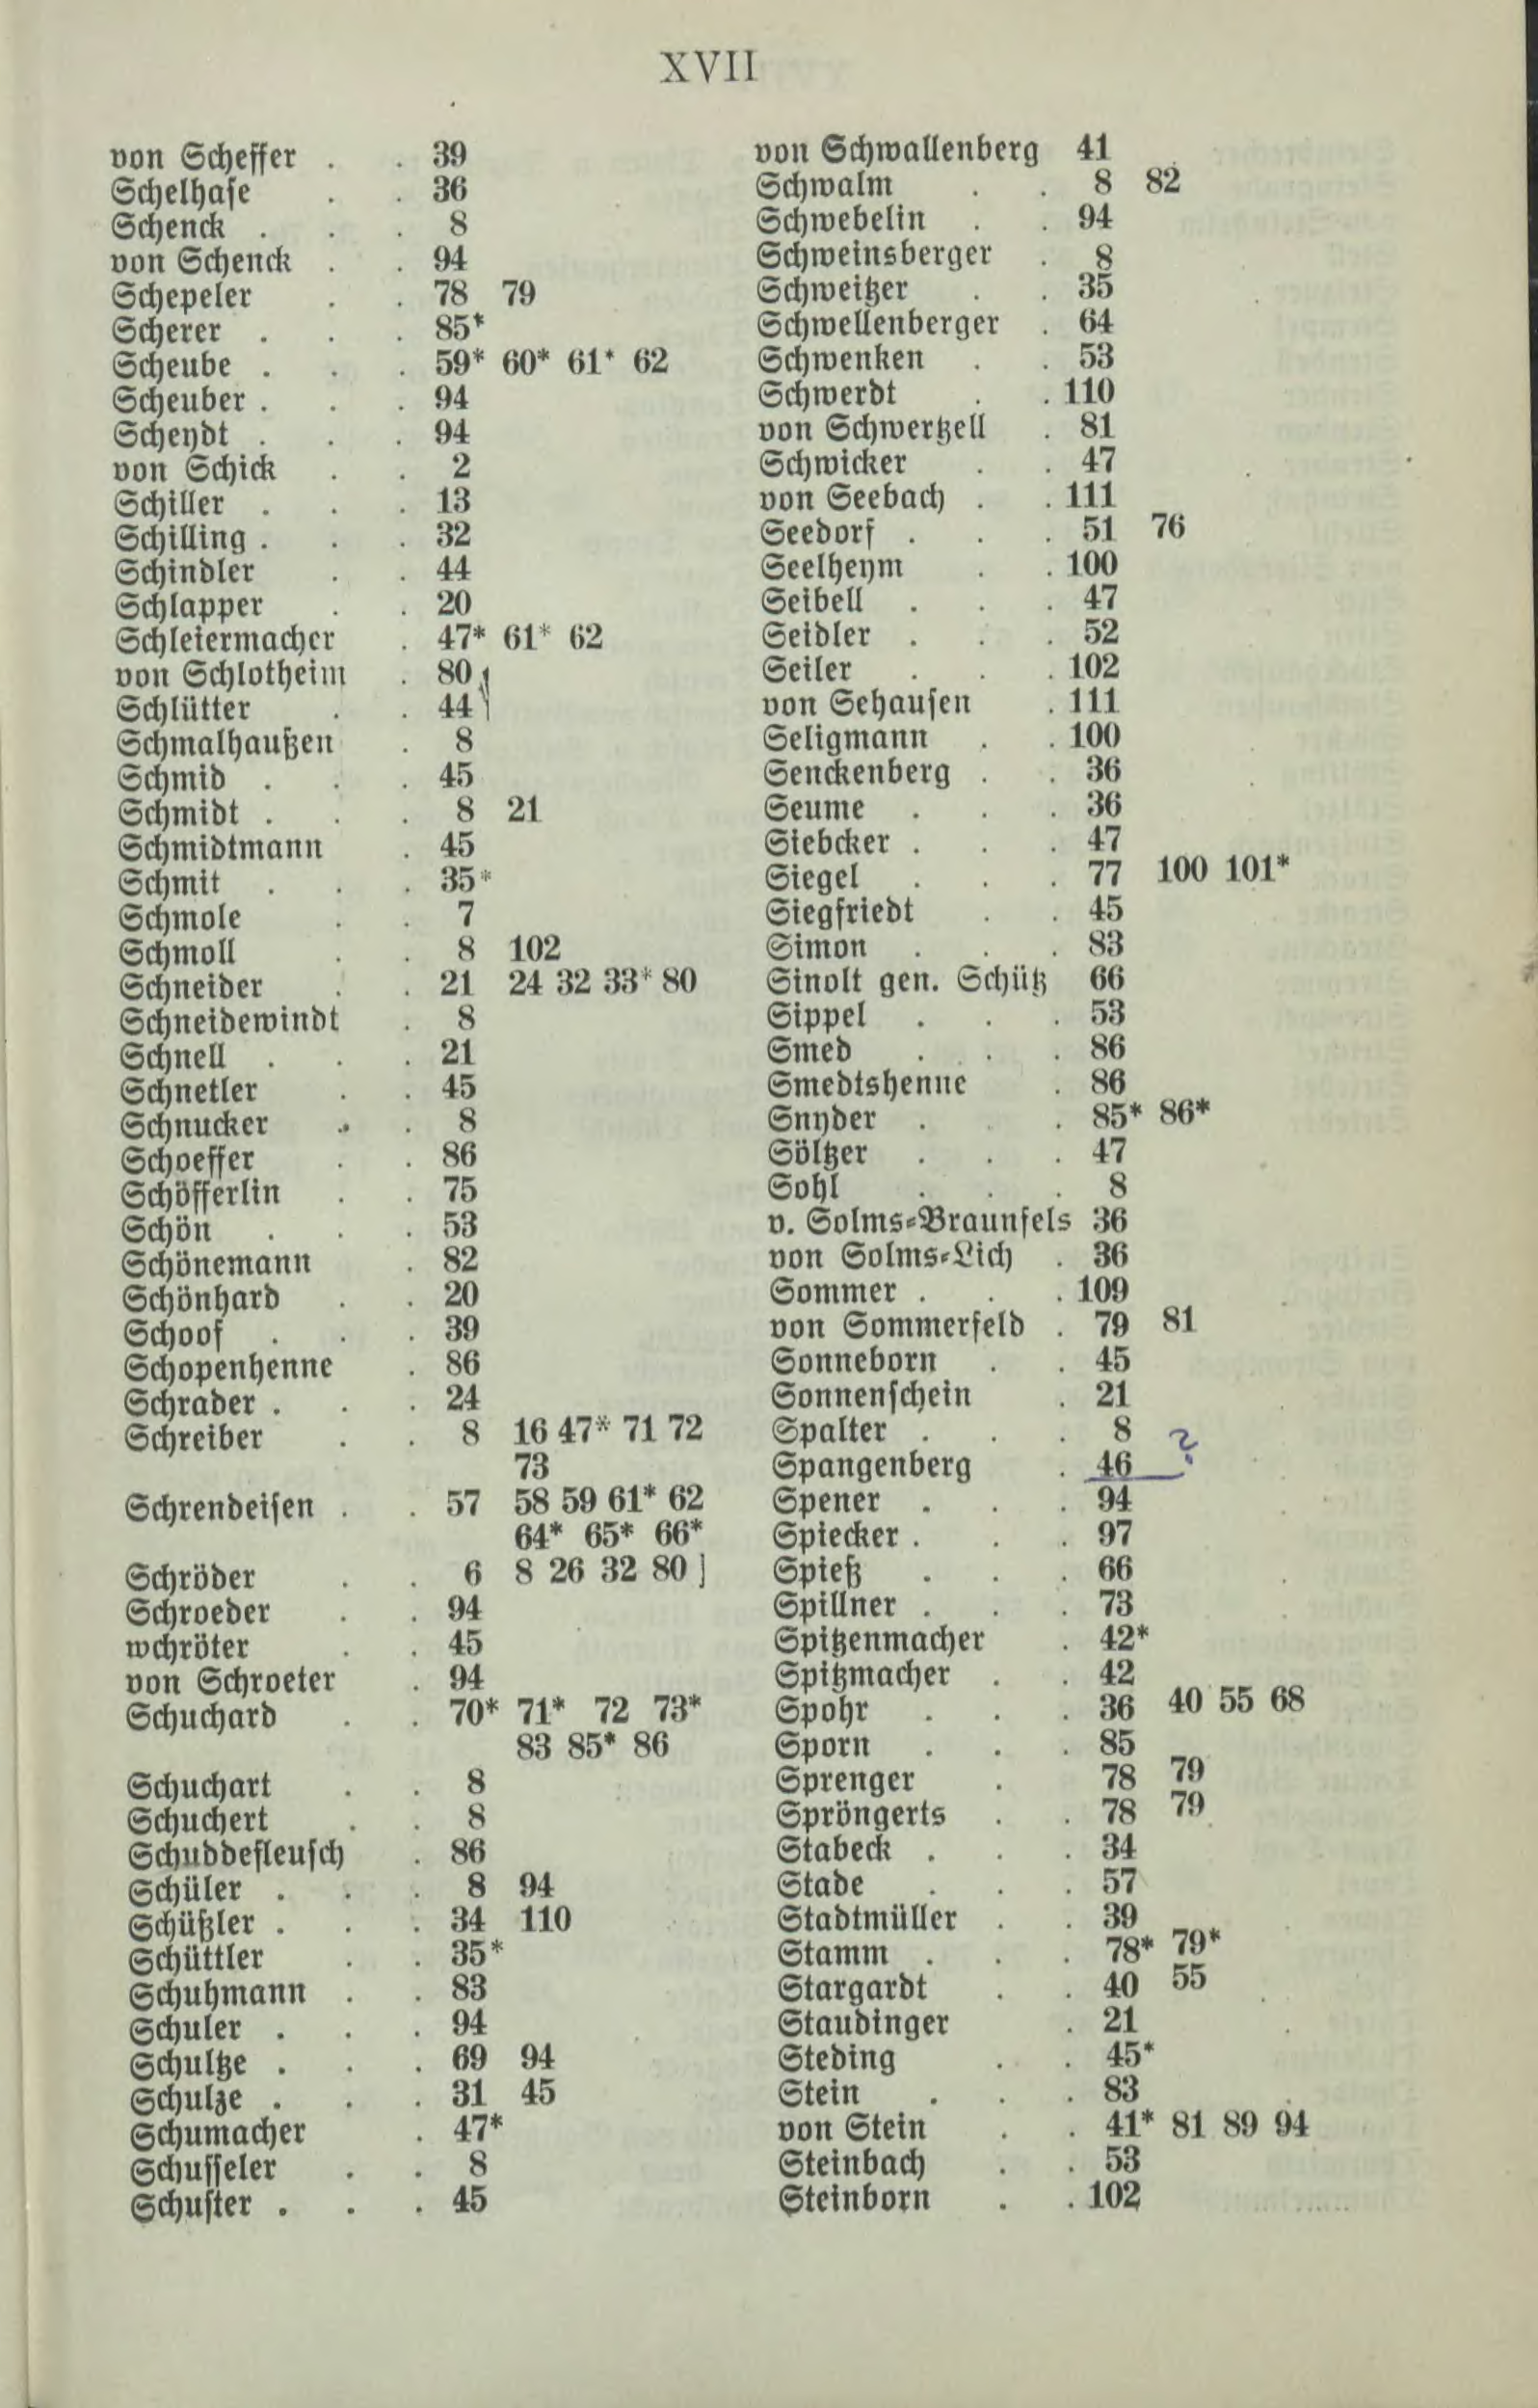 XVII
von Scheffer . . 39
Schelhase . . 36
Schenck . . . 8
von Schenck . . 94
Schepeler . . 78 79
Scherer . . . 85*
Scheube . . . 59* 60* 61* 62
Scheuber . . . 94
Scheydt . . . 94
von Schick . . 2
Schiller . . . 13
Schilling . . . 32
Schindler . . 44
Schlapper . . 20
Schleiermacher . 47* 61* 62
von Schlotheim . 80
Schlütter . . 44
Schmalhaußen . 8
Schmid . . . 45
Schmidt . . . 8 21
Schmidtmann . 45
Schmit . . . 35*
Schmole . . 7
Schmoll . . 8 102
Schneider . . 21 24 32 33* 80
Schneidewindt . 8
Schnell . . . 21
Schnetler . . 45
Schnucker . . 8
Schoeffer . . 86
Schöfferlin . . 75
Schön . . . 53
Schönemann . 82
Schönhard . . 20
Schoof . . . 39
Schopenhenne . 86
Schrader . . . 24
Schreiber . . 8 16 47* 71 72
73
Schrendeisen . . 57 58 59 61* 62
64* 65* 66*
Schröder . . 6 8 26 32 80 ]
Schroeder . . 94
wchröter . . 45
von Schroeter . 94
Schuchard . . 70* 71* 72 73*
83 85* 86
Schuchart . . 8
Schuchert . . 8
Schuddefleusch . 86
Schüler . . . 8 94
Schüßler . . . 34 110
Schüttler . . 35*
Schuhmann . . 83
Schuler . . . 94
Schultze . . . 69 94
Schulze . . . 31 45
Schumacher . 47*
Schusseler . . 8
Schuster . . . 45
von Schwallenberg 41
Schwalm . . 8 82
Schwebelin . . 94
Schweinsberger . 8
Schweitzer . . 35
Schwellenberger . 64
Schwenken . . 53
Schwerdt . . 110
von Schwertzell . 81
Schwicker . . 47
von Seebach . . 111
Seedorf . . . 51 76
Seelheym . . 100
Seibell . . . 47
Seidler . . . 52
Seiler . . . 102
von Sehausen . 111
Seligmann . . 100
Senckenberg . . 36
Seume . . . 36
Siebcker . . . 47
Siegel . . . 77 100 101*
Siegfriedt . . 45
Simon . . . 83
Sinolt gen. Schütz 66
Sippel . . . 53
Smed . . . 86
Smedtshenne . 86
Snyder . . . 85* 86*
Söltzer . . . 47
Sohl . . . 8
v. Solms-Braunfels 36
von Solms-Lich . 36
Sommer . . . 109
von Sommerfeld . 79 81
Sonneborn . . 45
Sonnenschein . 21
Spalter . . . 8
Spangenberg . 46 ?
Spener . . . 94
Spiecker . . . 97
Spieß . . . 66
Spillner . . . 73
Spitzenmacher . 42*
Spitzmacher . . 42
Spohr . . . 36 40 55 68
Sporn . . . 85
Sprenger . 78 79
Spröngerts . . 78 79
Stabeck . . . 34
Stade . . . 57
Stadtmüller . . 39
Stamm . . . 78* 79*
Stargardt . . 40 55
Staudinger . 21
Steding . . 45*
Stein . . . 83
von Stein . . 41* 81 89 94
Steinbach . . 53
Steinborn . . 102